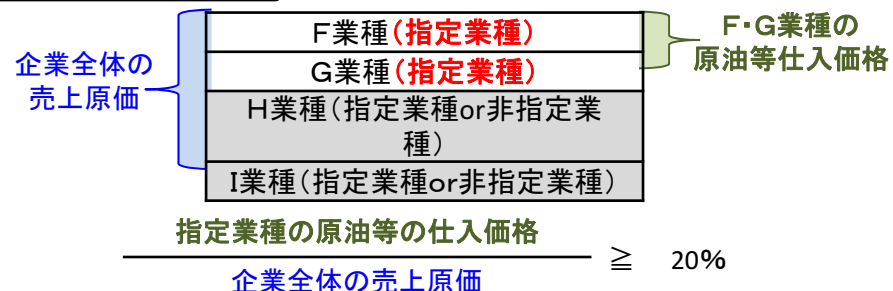 F業種(指定業種)
G業種(指定業種)
H業種(指定業種or非指定業
種)
I業種(指定業種or非指定業種)
企業全体の
売上原価
F・G業種の
原油等仕入価格
指定業種の原油等の仕入価格
企業全体の売上原価
≧ 20%